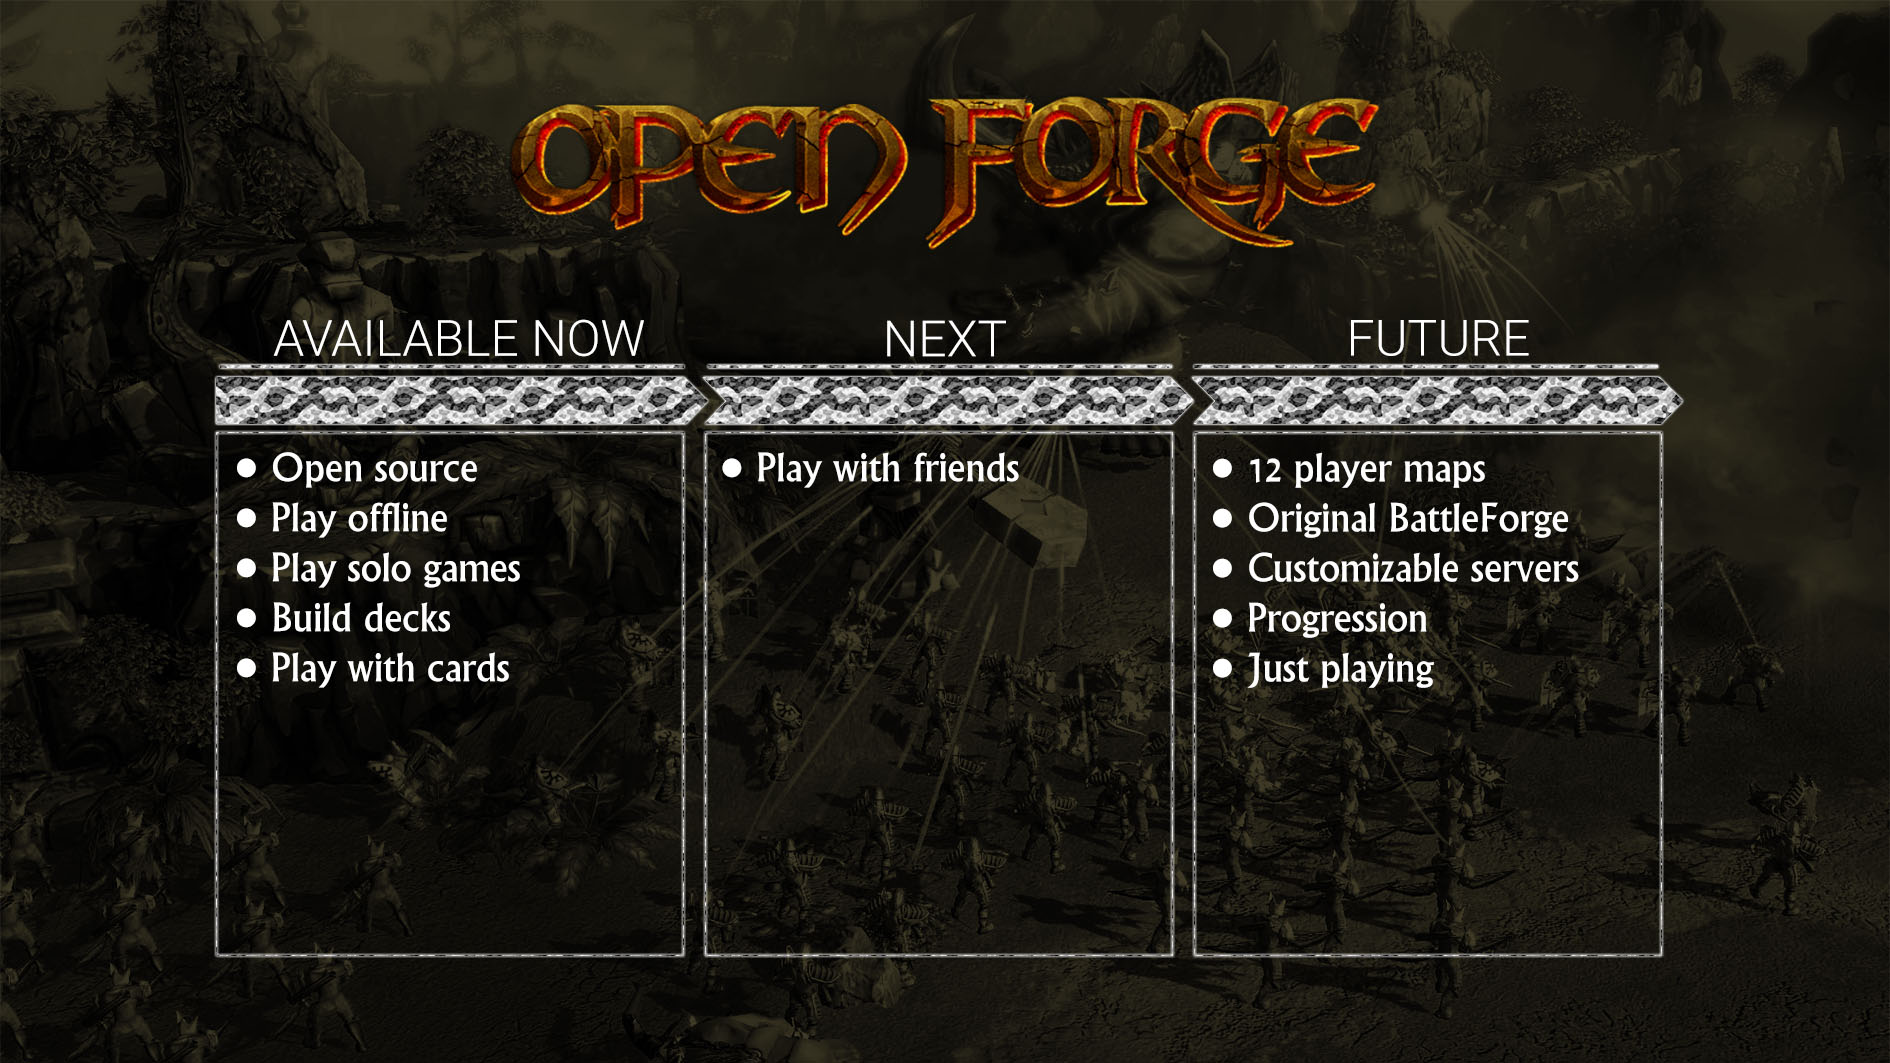 OPEN FORGE
AVAILABLE NOW
Open source
Play offline
Play solo games
Build decks
Play with cards
NEXT
Play with friends
FUTURE
12 player maps
Original BattleForge
Customizable servers
Progression
Just playing